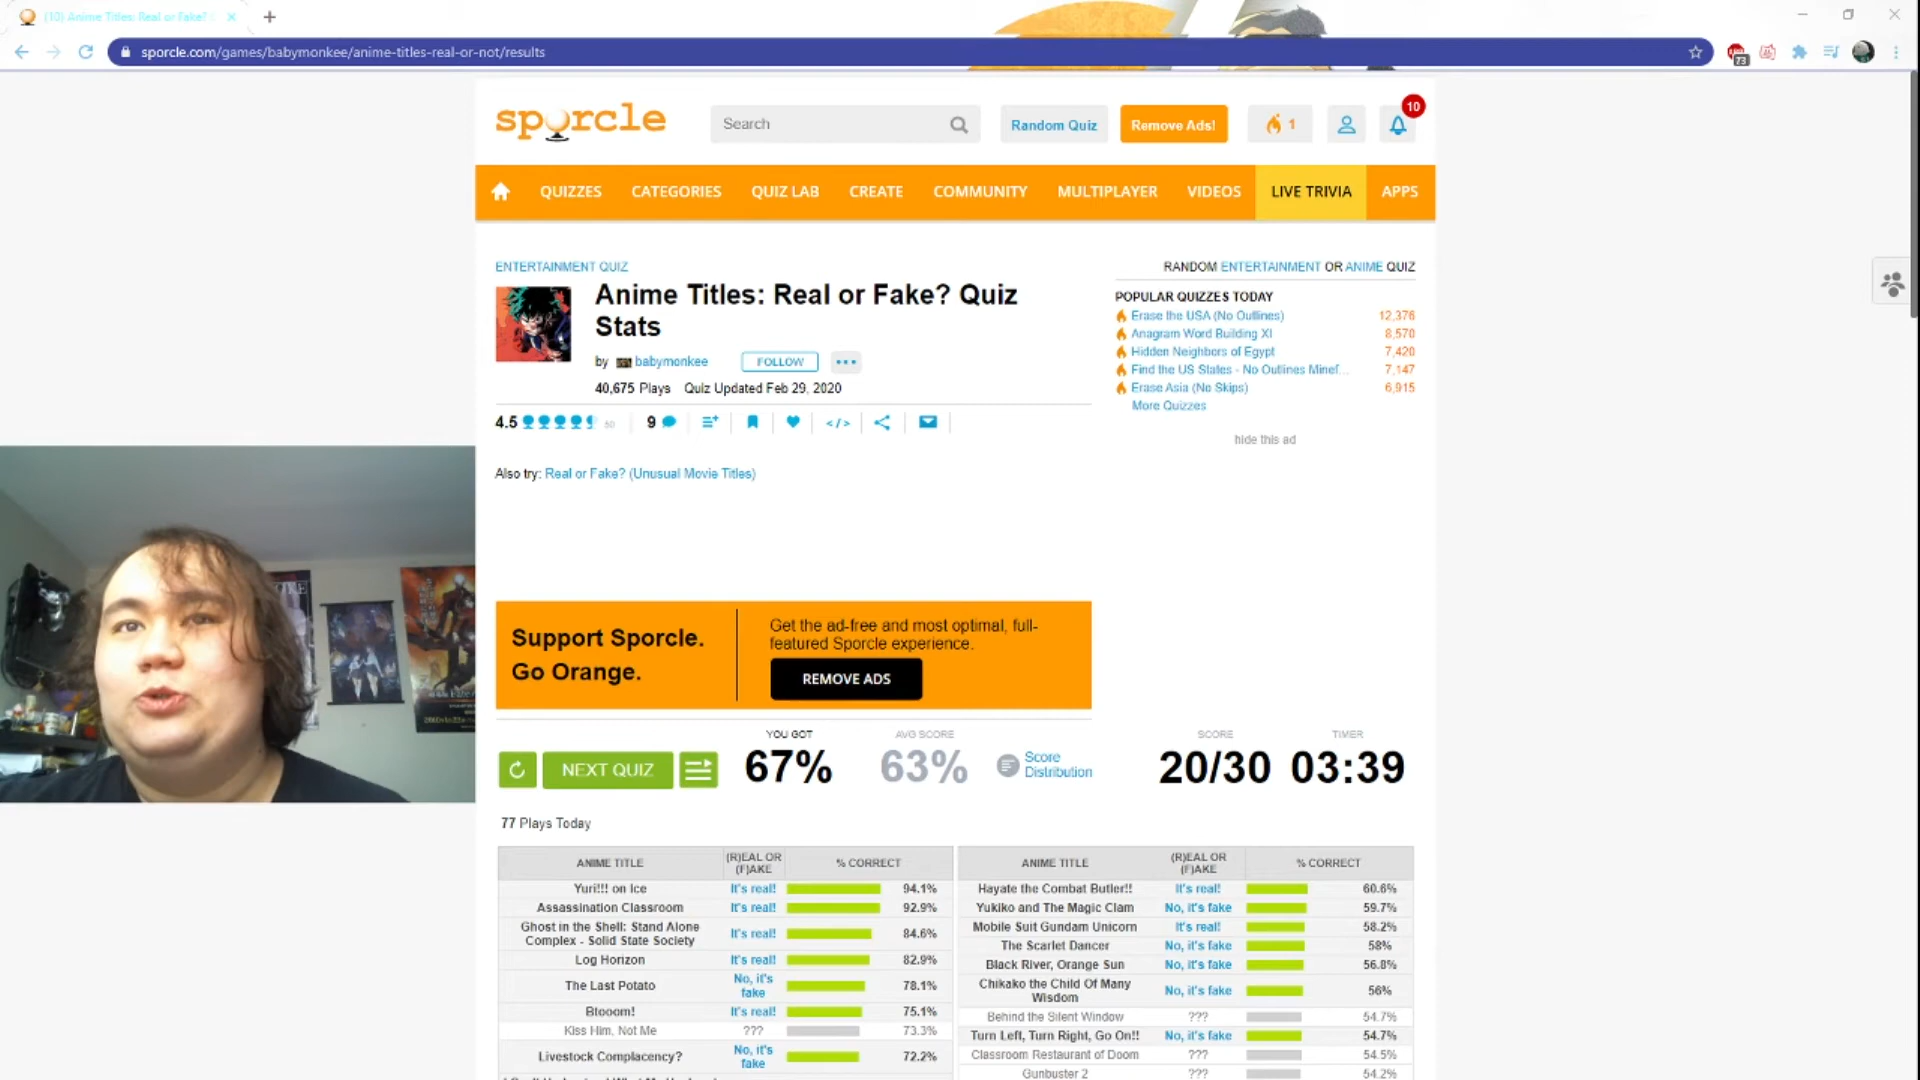 (10) Anime Titles: Real or Fake?
sporcle.com/games/babymonkee/anime-titles-real-or-not/results
73
sporcle
Search
Random Quiz
Remove Ads!
1
10
QUIZZES
CATEGORIES
QUIZ LAB
CREATE
COMMUNITY
MULTIPLAYER
VIDEOS
LIVE TRIVIA
APPS
ENTERTAINMENT QUIZ
Anime Titles: Real or Fake? Quiz
Stats
by babymonkee
FOLLOW
40,675 Plays Quiz Updated Feb 29, 2020
4.5
9
Also try: Real or Fake? (Unusual Movie Titles)
RANDOM ENTERTAINMENT OR ANIME QUIZ
POPULAR QUIZZES TODAY
Erase the USA (No Outlines) 12,376
Anagram Word Building XI 8,570
Hidden Neighbors of Egypt 7,420
Find the US States - No Outlines Minef... 7,147
Erase Asia (No Skips) 6,915
More Quizzes
hide this ad
Support Sporcle.
Go Orange.
Get the ad-free and most optimal, full-
featured Sporcle experience.
REMOVE ADS
NEXT QUIZ
YOU GOT
67%
AVG SCORE
63%
Score
Distribution
SCORE
20/30
TIMER
03:39
77 Plays Today
ANIME TITLE (R)EAL OR (F)AKE % CORRECT
Yuri!!! on Ice It's real! 94.1%
Assassination Classroom It's real! 92.9%
Ghost in the Shell: Stand Alone
Complex - Solid State Society It's real! 84.6%
Log Horizon It's real! 82.9%
The Last Potato No, it's fake 78.1%
Btooom! It's real! 75.1%
Kiss Him, Not Me ??? 73.3%
Livestock Complacency? No, it's fake 72.2%
ANIME TITLE (R)EAL OR (F)AKE % CORRECT
Hayate the Combat Butler!! It's real! 60.6%
Yukiko and The Magic Clam No, it's fake 59.7%
Mobile Suit Gundam Unicorn It's real! 58.2%
The Scarlet Dancer No, it's fake 58%
Black River, Orange Sun No, it's fake 56.8%
Chikako the Child Of Many
Wisdom No, it's fake 56%
Behind the Silent Window ??? 54.7%
Turn Left, Turn Right, Go On!! No, it's fake 54.7%
Classroom Restaurant of Doom ??? 54.5%
Gunbuster 2 ??? 54.2%